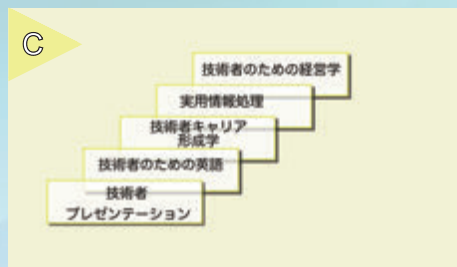 C
技術者のための経営学
実用情報処理
技術者キャリア
形成学
技術者のための英語
技術者
プレゼンテーション